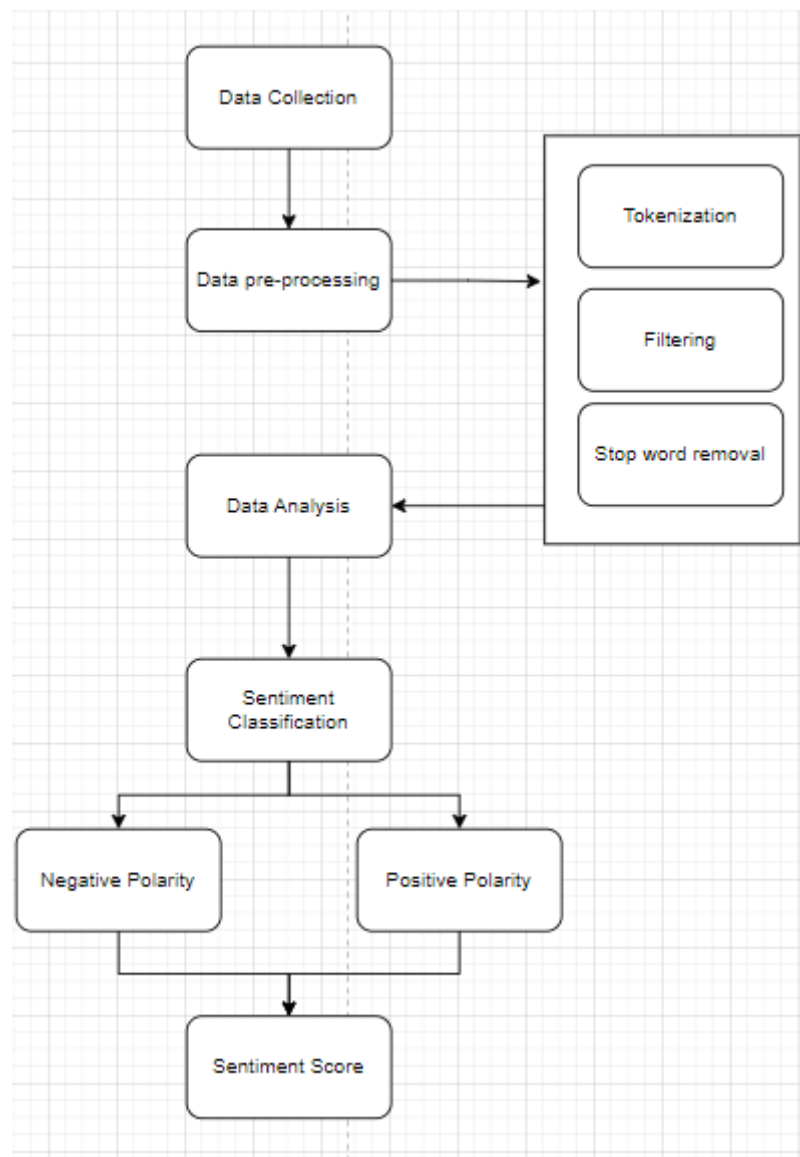 Data Collection
Data pre-processing
Tokenization
Filtering
Stop word removal
Data Analysis
Sentiment
Classification
Negative Polarity
Positive Polarity
Sentiment Score